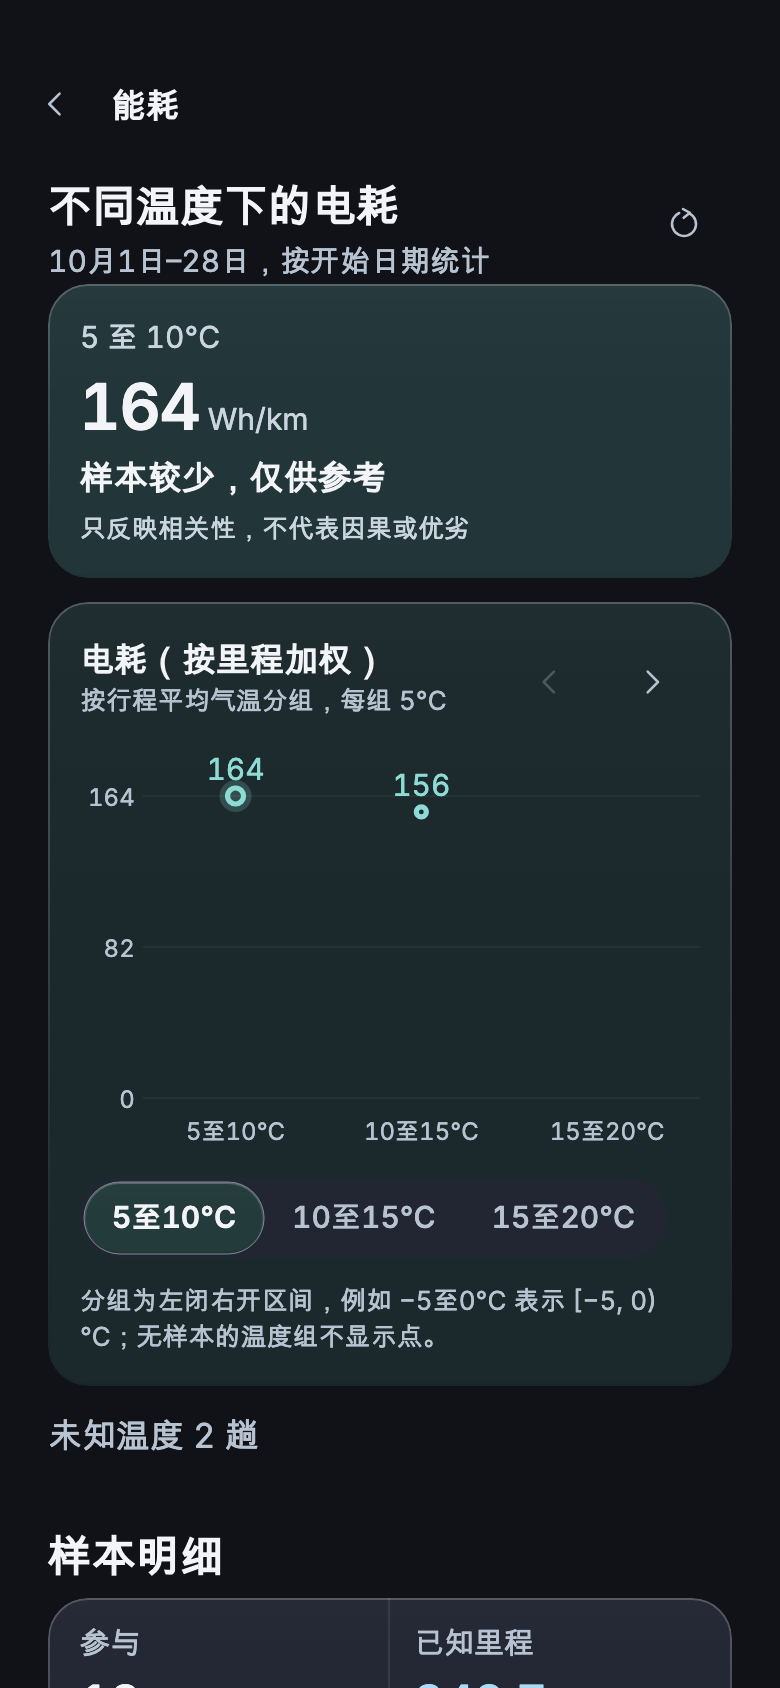 能耗
不同温度下的电耗
10月1日–28日，按开始日期统计
5 至 10°C
164 Wh/km
样本较少，仅供参考
只反映相关性，不代表因果或优劣
电耗（按里程加权）
按行程平均气温分组，每组 5°C
164
156
164
82
0
5至10°C
10至15°C
15至20°C
5至10°C
10至15°C
15至20°C
分组为左闭右开区间，例如 −5至0°C 表示 [−5, 0)
°C；无样本的温度组不显示点。
未知温度 2 趟
样本明细
参与
已知里程